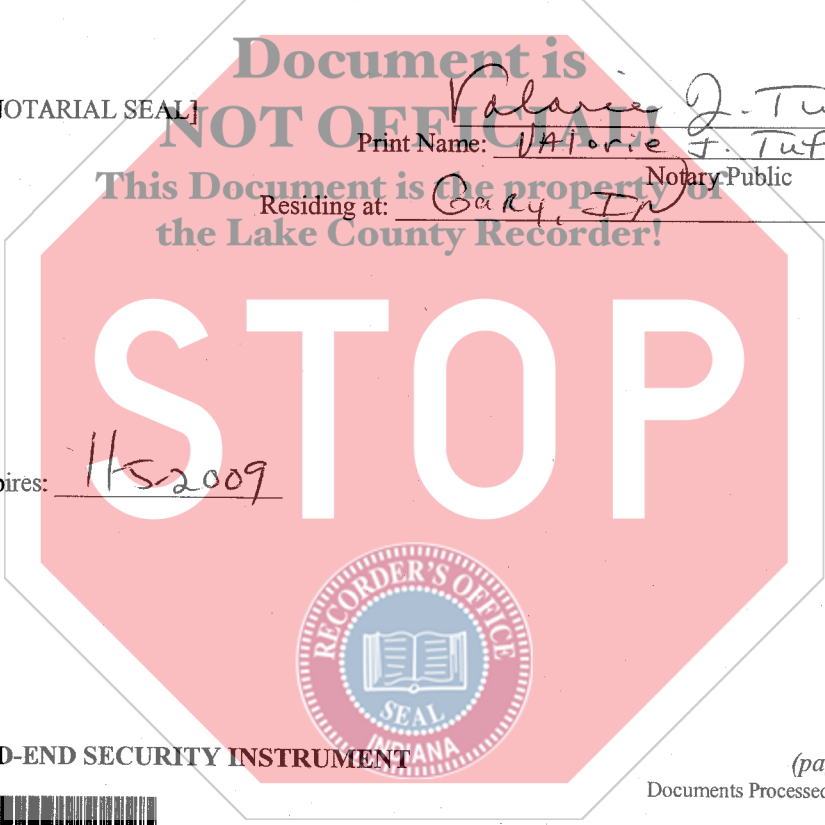 Document is
NOTARIAL SEAL]
NOT OFFICIAL!
Print Name: Valorie J.
Notary Public
This Document is the property of
Residing at: Gary, IN
the Lake County Recorder!
STOP
pires: 11-5-2009
RECORDER'S OFFICE
SEAL
INDIANA
D-END SECURITY INSTRUMENT
(pa
Documents Processed